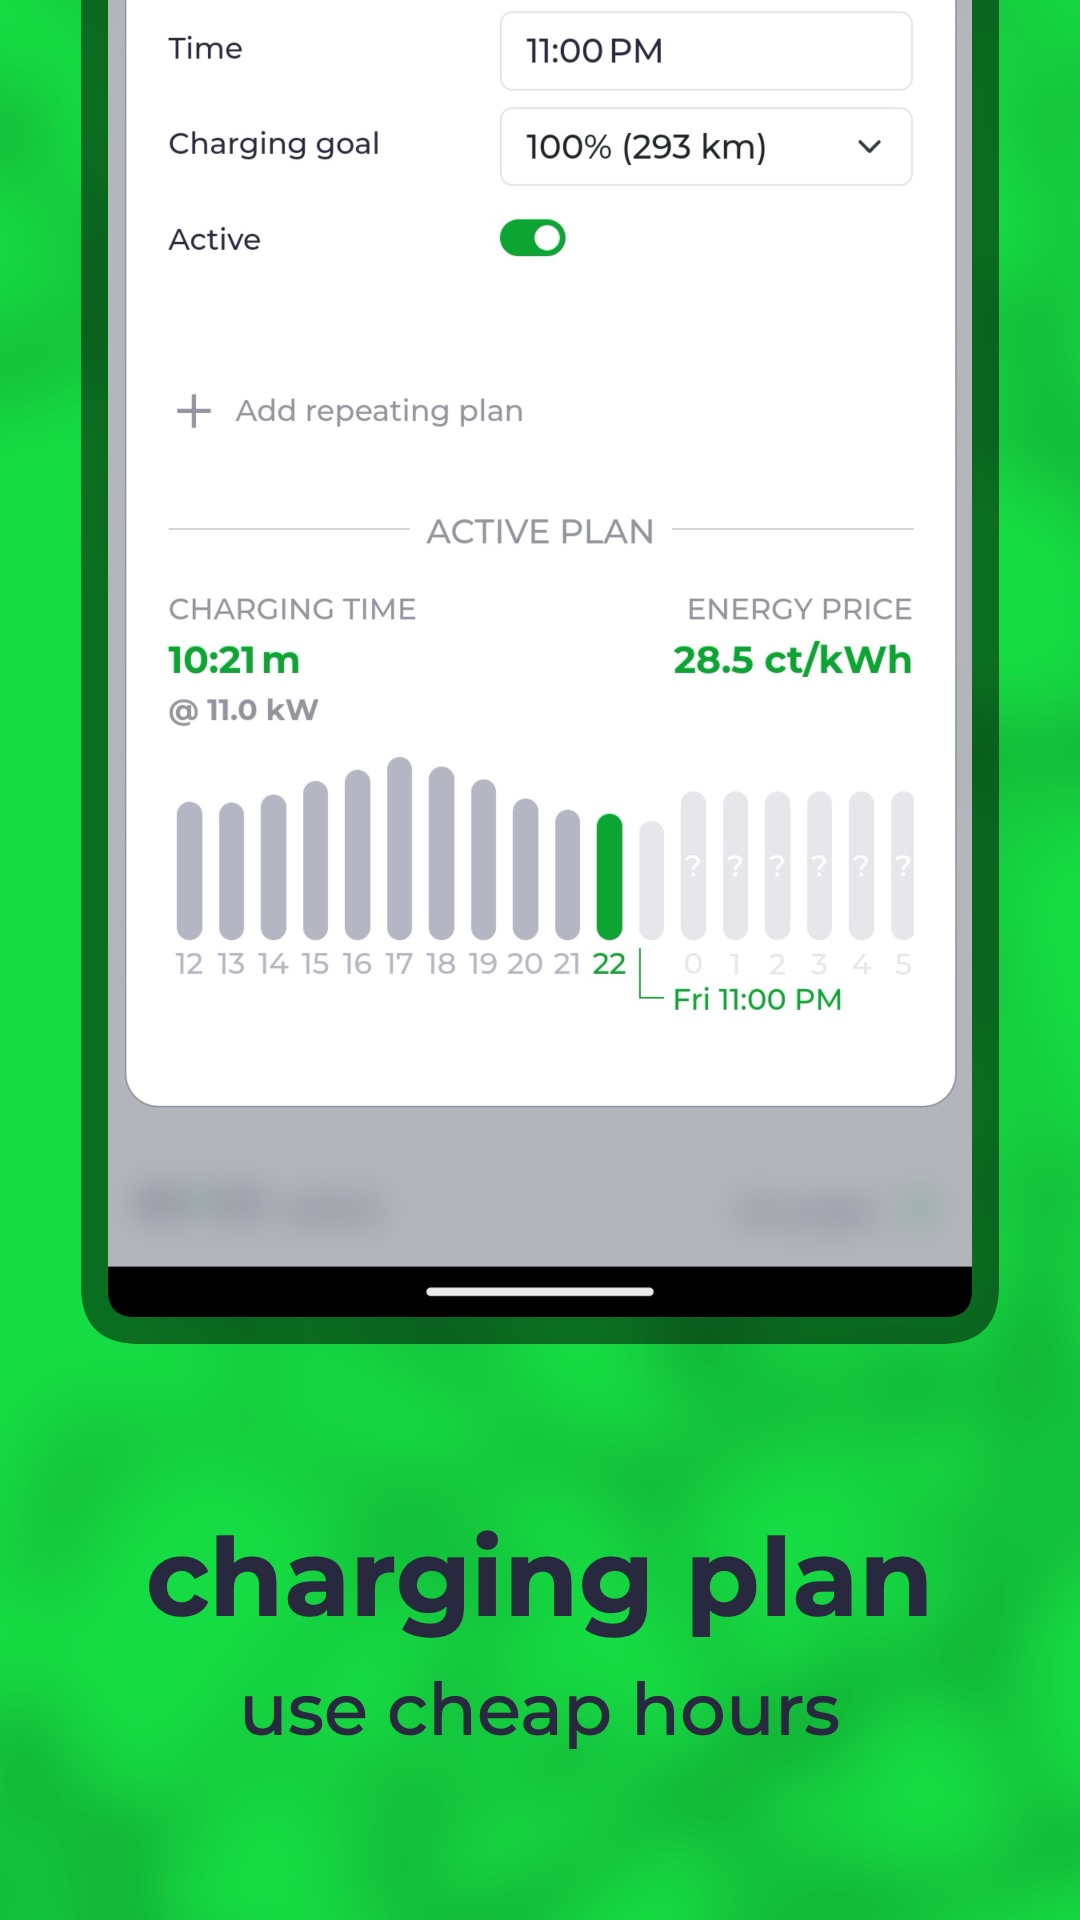 Time 11:00 PM
Charging goal 100% (293 km)
Active
Add repeating plan
ACTIVE PLAN
CHARGING TIME ENERGY PRICE
10:21 m 28.5 ct/kWh
@ 11.0 kW
? ? ? ? ? ?
12 13 14 15 16 17 18 19 20 21 22 0 1 2 3 4 5
Fri 11:00 PM
charging plan
use cheap hours